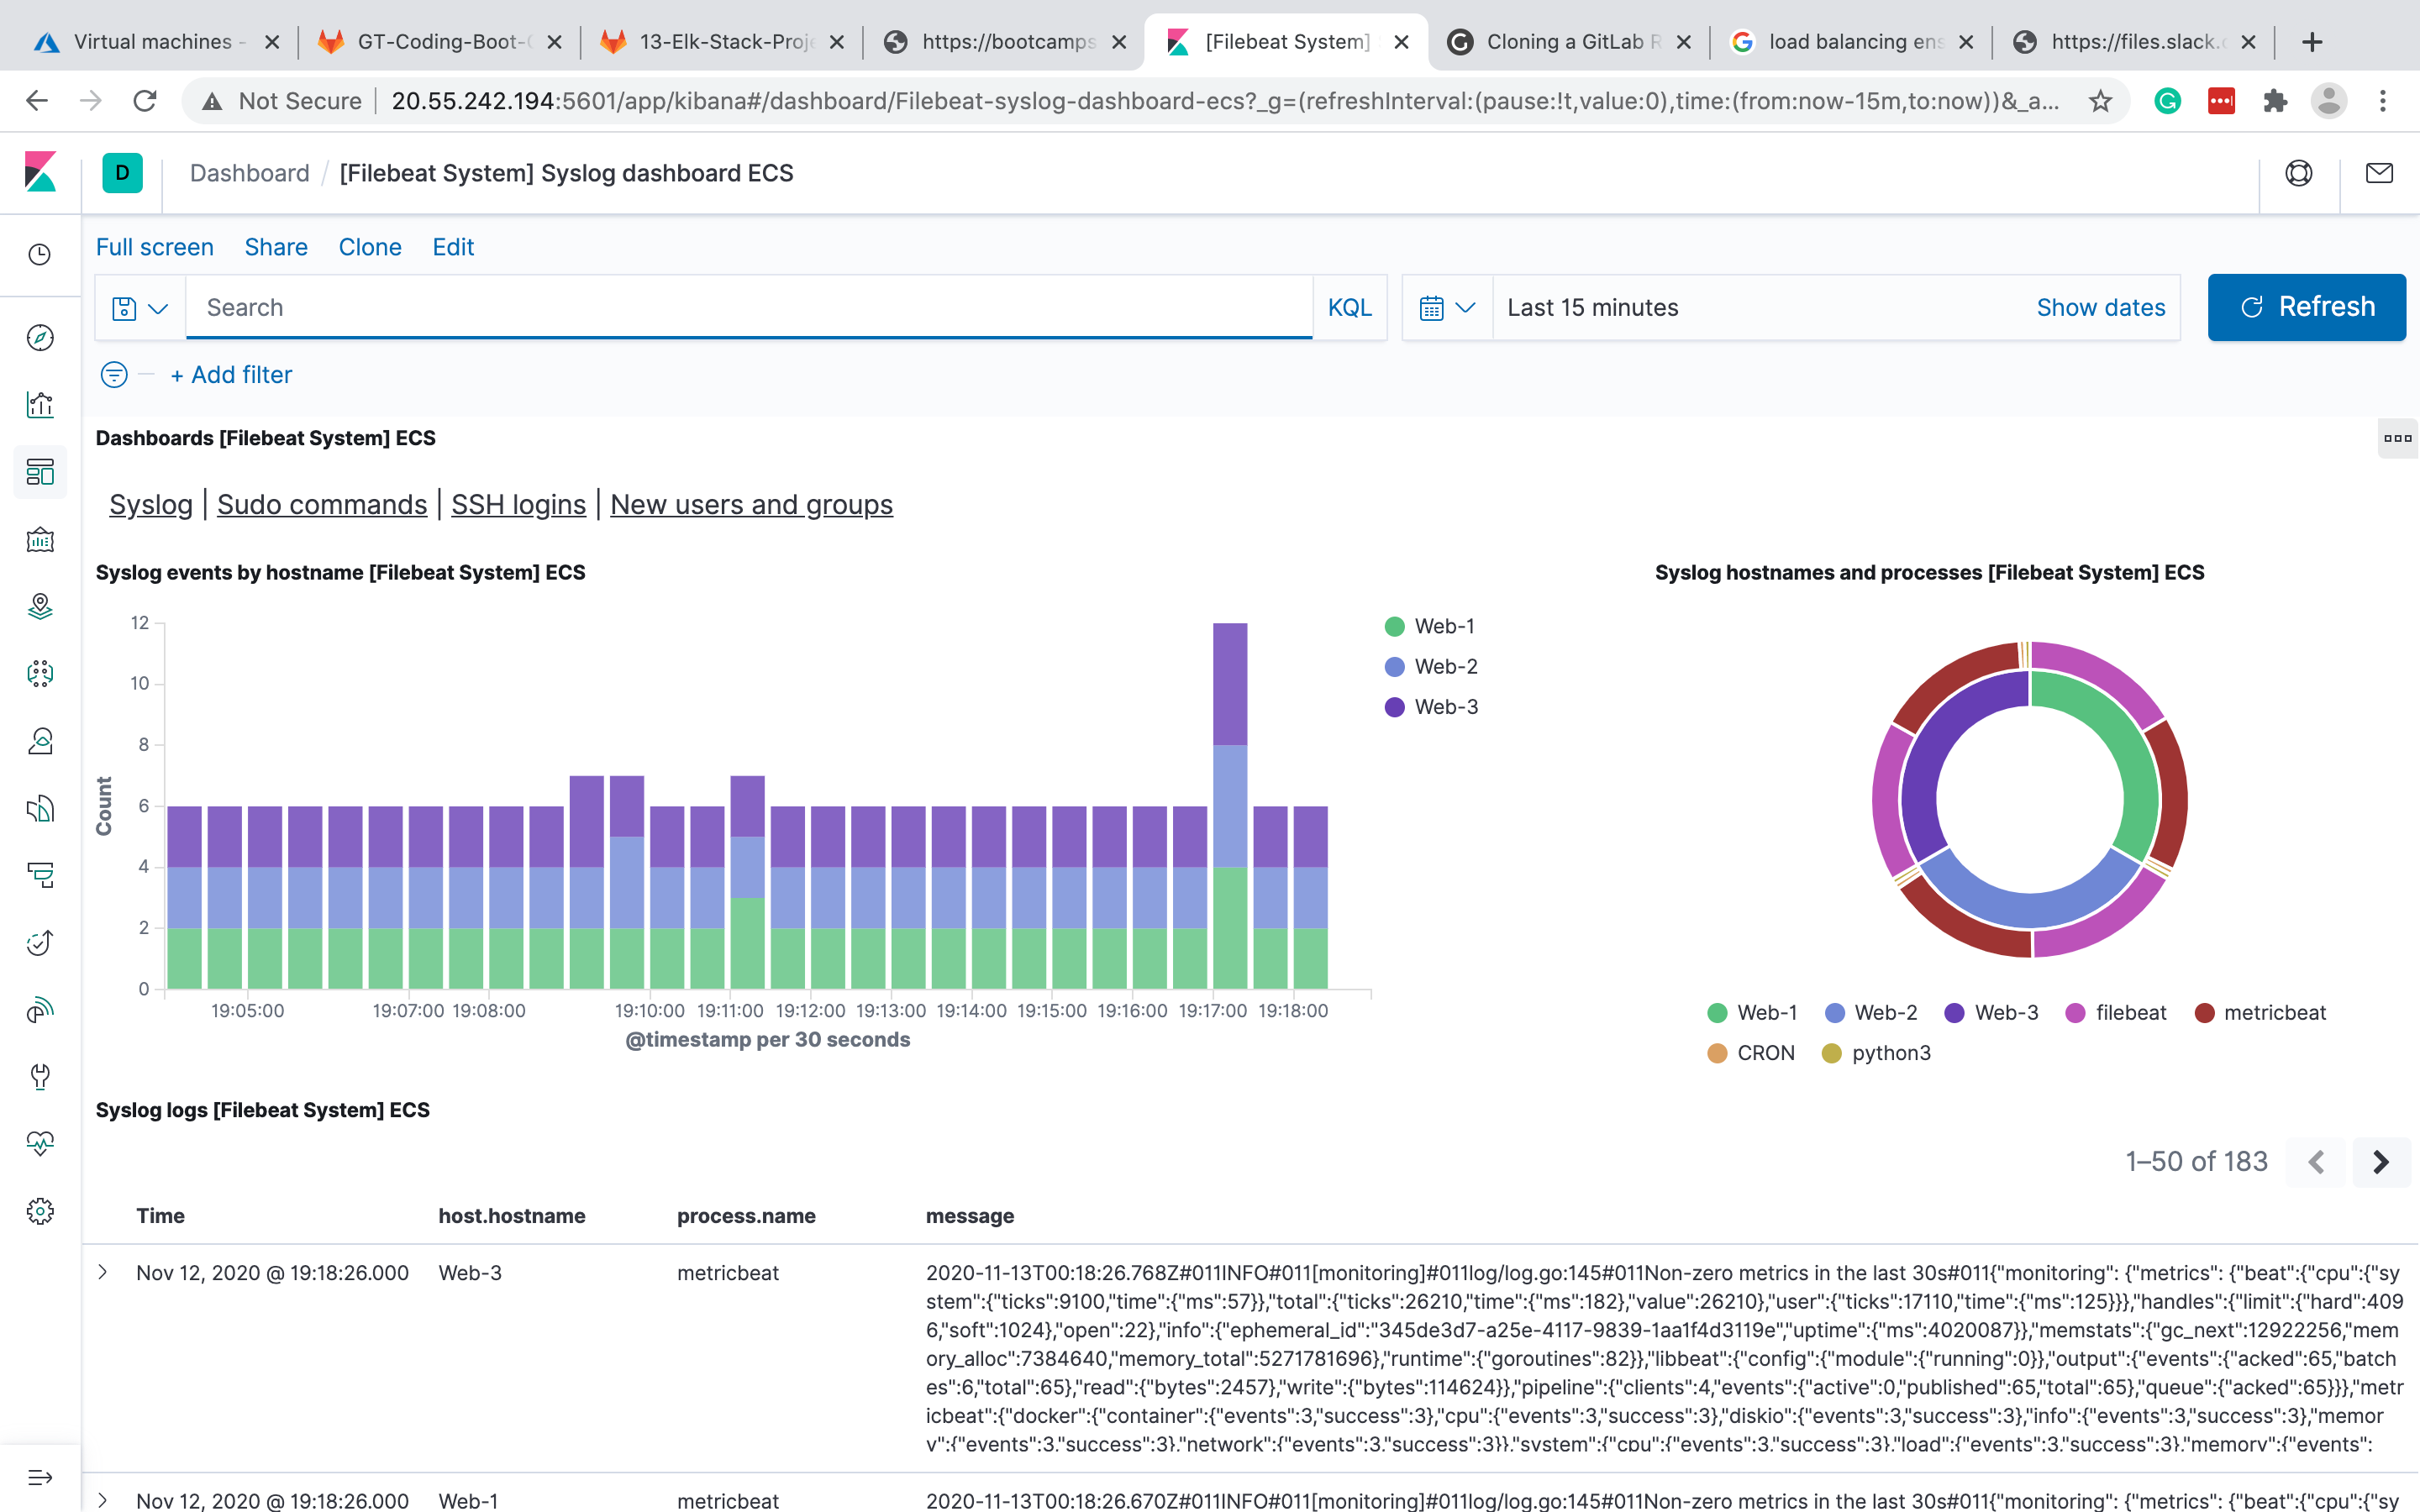 Virtual machines -
GT-Coding-Boot-C
13-Elk-Stack-Proje
https://bootcamps
[Filebeat System]
Cloning a GitLab R
load balancing ens
https://files.slack.c
Not Secure
20.55.242.194:5601/app/kibana#/dashboard/Filebeat-syslog-dashboard-ecs?_g=(refreshInterval:(pause:!t,value:0),time:(from:now-15m,to:now))&_a...
D
Dashboard / [Filebeat System] Syslog dashboard ECS
Full screen Share Clone Edit
Search
KQL
Last 15 minutes
Show dates
Refresh
+ Add filter
Dashboards [Filebeat System] ECS
Syslog | Sudo commands | SSH logins | New users and groups
Syslog events by hostname [Filebeat System] ECS
12
10
8
6
4
2
0
Count
19:05:00 19:07:00 19:08:00 19:10:00 19:11:00 19:12:00 19:13:00 19:14:00 19:15:00 19:16:00 19:17:00 19:18:00
@timestamp per 30 seconds
Web-1
Web-2
Web-3
Syslog hostnames and processes [Filebeat System] ECS
Web-1 Web-2 Web-3 filebeat metricbeat
CRON python3
Syslog logs [Filebeat System] ECS
1–50 of 183
Time host.hostname process.name message
Nov 12, 2020 @ 19:18:26.000 Web-3 metricbeat 2020-11-13T00:18:26.768Z#011INFO#011[monitoring]#011log/log.go:145#011Non-zero metrics in the last 30s#011{"monitoring": {"metrics": {"beat":{"cpu":{"sy
stem":{"ticks":9100,"time":{"ms":57}},"total":{"ticks":26210,"time":{"ms":182},"value":26210},"user":{"ticks":17110,"time":{"ms":125}}},"handles":{"limit":{"hard":409
6,"soft":1024},"open":22},"info":{"ephemeral_id":"345de3d7-a25e-4117-9839-1aa1f4d3119e","uptime":{"ms":4020087}},"memstats":{"gc_next":12922256,"mem
ory_alloc":7384640,"memory_total":5271781696},"runtime":{"goroutines":82}},"libbeat":{"config":{"module":{"running":0}},"output":{"events":{"acked":65,"batch
es":6,"total":65},"read":{"bytes":2457},"write":{"bytes":114624}},"pipeline":{"clients":4,"events":{"active":0,"published":65,"total":65},"queue":{"acked":65}}},"metr
icbeat":{"docker":{"container":{"events":3,"success":3},"cpu":{"events":3,"success":3},"diskio":{"events":3,"success":3},"info":{"events":3,"success":3},"memor
y":{"events":3,"success":3},"network":{"events":3,"success":3}},"system":{"cpu":{"events":3,"success":3},"load":{"events":3,"success":3},"memory":{"events":
Nov 12, 2020 @ 19:18:26.000 Web-1 metricbeat 2020-11-13T00:18:26.670Z#011INFO#011[monitoring]#011log/log.go:145#011Non-zero metrics in the last 30s#011{"monitoring": {"metrics": {"beat":{"cpu":{"sy